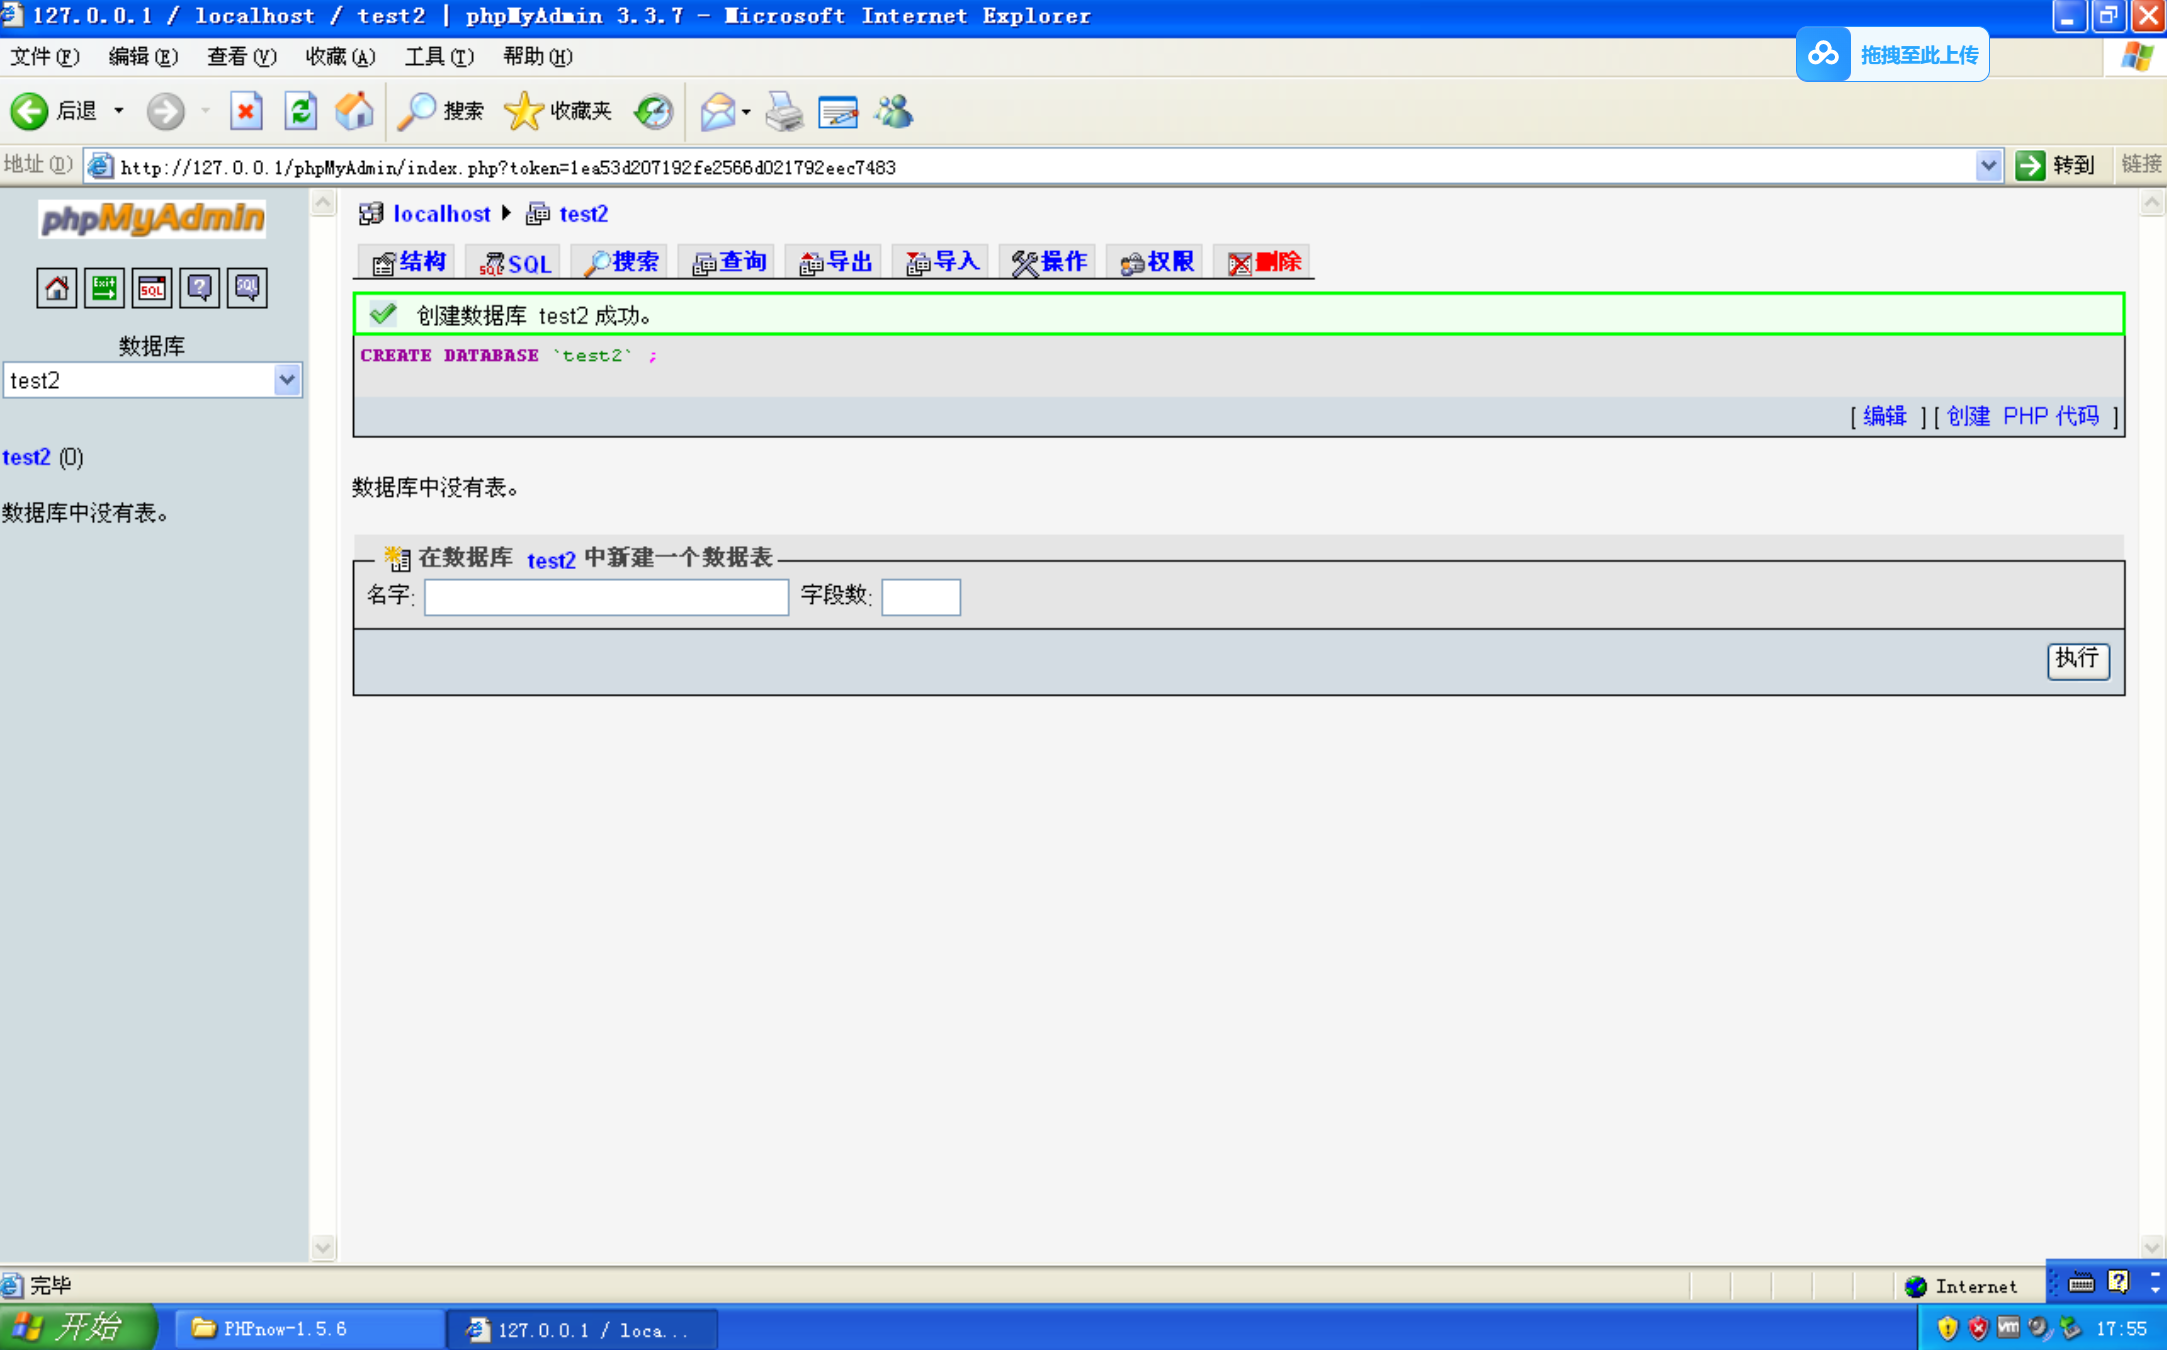 127.0.0.1 / localhost / test2 | phpMyAdmin 3.3.7 - Microsoft Internet Explorer
文件(F) 编辑(E) 查看(V) 收藏(A) 工具(T) 帮助(H)
拖拽至此上传
后退 搜索 收藏夹
地址(D) http://127.0.0.1/phpMyAdmin/index.php?token=1ea53d207192fe2566d021792eec7483 转到 链接
phpMyAdmin
Exit SQL ? SQL
数据库
test2
test2 (0)
数据库中没有表。
localhost test2
结构 SQL 搜索 查询 导出 导入 操作 权限 删除
创建数据库 test2 成功。
CREATE DATABASE `test2` ;
[ 编辑 ] [ 创建 PHP 代码 ]
数据库中没有表。
在数据库 test2 中新建一个数据表
名字: 字段数:
执行
完毕 Internet
开始 PHPnow-1.5.6 127.0.0.1 / loca... 17:55